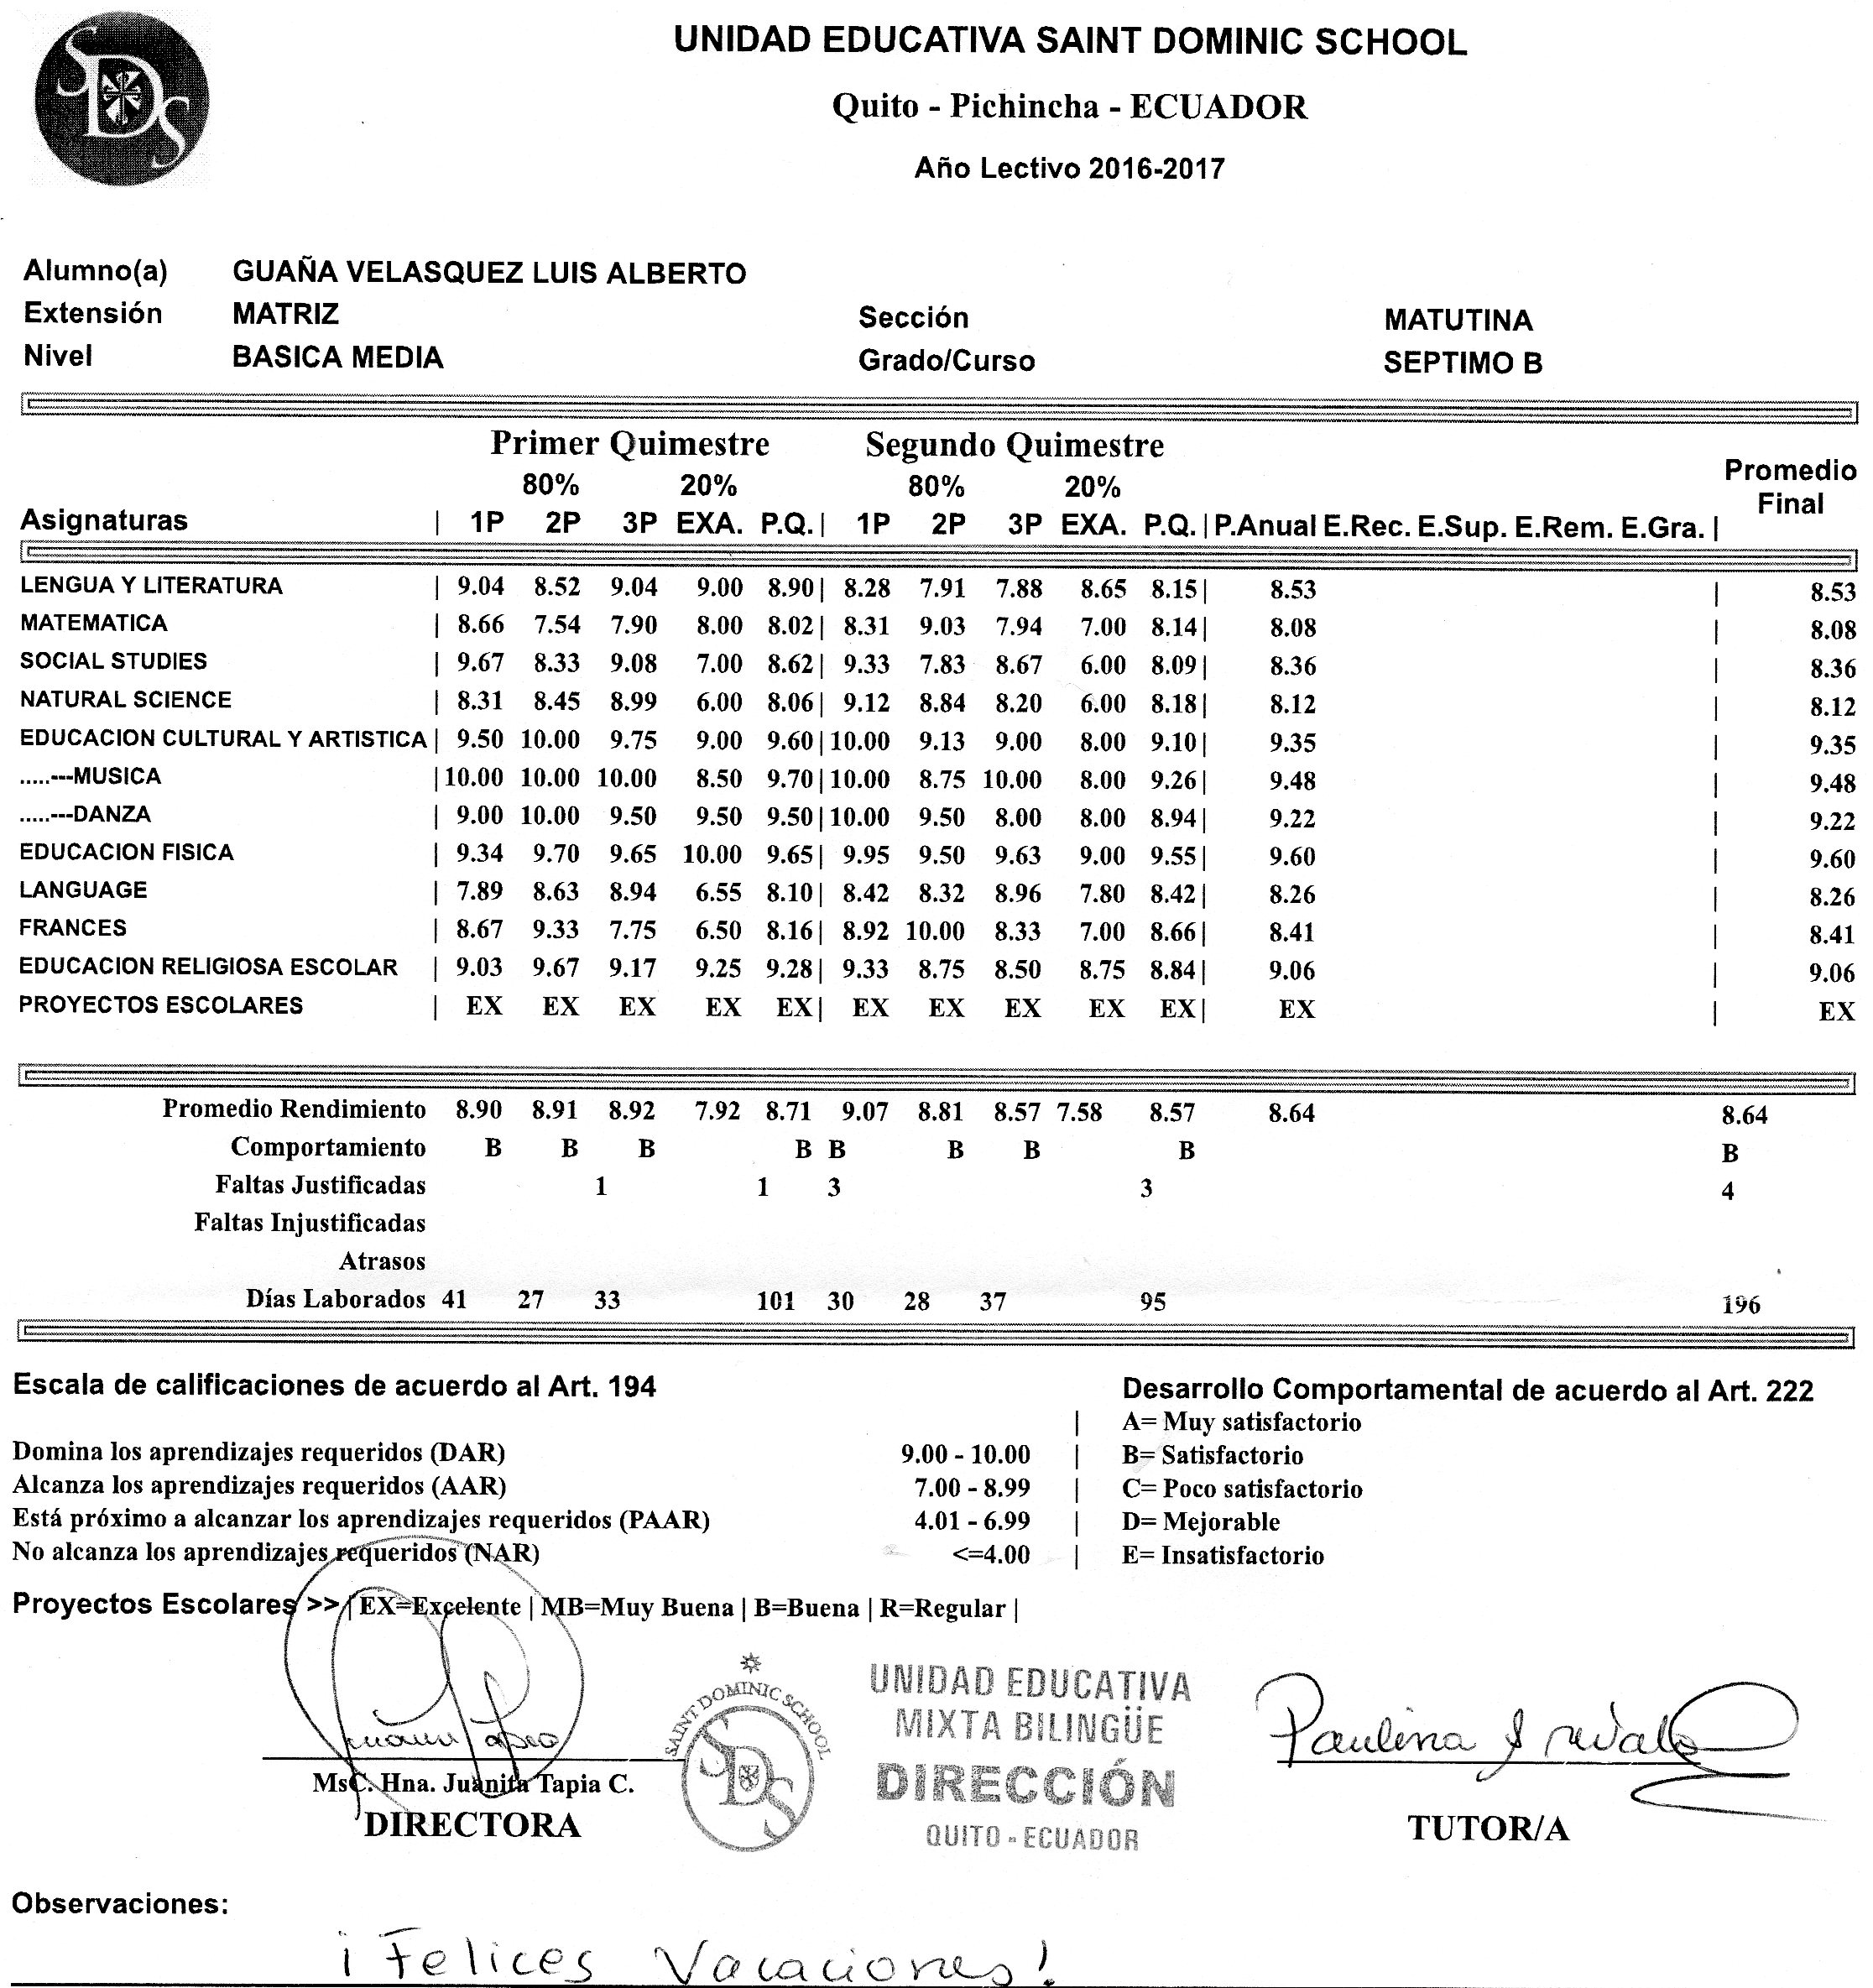 SDS
UNIDAD EDUCATIVA SAINT DOMINIC SCHOOL
Quito - Pichincha - ECUADOR
Año Lectivo 2016-2017
Alumno(a) GUAÑA VELASQUEZ LUIS ALBERTO
Extensión MATRIZ Sección MATUTINA
Nivel BASICA MEDIA Grado/Curso SEPTIMO B
Primer Quimestre Segundo Quimestre
80% 20% 80% 20% Promedio
Asignaturas | 1P 2P 3P EXA. P.Q. | 1P 2P 3P EXA. P.Q. | P.Anual E.Rec. E.Sup. E.Rem. E.Gra. | Final
LENGUA Y LITERATURA | 9.04 8.52 9.04 9.00 8.90 | 8.28 7.91 7.88 8.65 8.15 | 8.53 | 8.53
MATEMATICA | 8.66 7.54 7.90 8.00 8.02 | 8.31 9.03 7.94 7.00 8.14 | 8.08 | 8.08
SOCIAL STUDIES | 9.67 8.33 9.08 7.00 8.62 | 9.33 7.83 8.67 6.00 8.09 | 8.36 | 8.36
NATURAL SCIENCE | 8.31 8.45 8.99 6.00 8.06 | 9.12 8.84 8.20 6.00 8.18 | 8.12 | 8.12
EDUCACION CULTURAL Y ARTISTICA | 9.50 10.00 9.75 9.00 9.60 | 10.00 9.13 9.00 8.00 9.10 | 9.35 | 9.35
.....---MUSICA | 10.00 10.00 10.00 8.50 9.70 | 10.00 8.75 10.00 8.00 9.26 | 9.48 | 9.48
.....---DANZA | 9.00 10.00 9.50 9.50 9.50 | 10.00 9.50 8.00 8.00 8.94 | 9.22 | 9.22
EDUCACION FISICA | 9.34 9.70 9.65 10.00 9.65 | 9.95 9.50 9.63 9.00 9.55 | 9.60 | 9.60
LANGUAGE | 7.89 8.63 8.94 6.55 8.10 | 8.42 8.32 8.96 7.80 8.42 | 8.26 | 8.26
FRANCES | 8.67 9.33 7.75 6.50 8.16 | 8.92 10.00 8.33 7.00 8.66 | 8.41 | 8.41
EDUCACION RELIGIOSA ESCOLAR | 9.03 9.67 9.17 9.25 9.28 | 9.33 8.75 8.50 8.75 8.84 | 9.06 | 9.06
PROYECTOS ESCOLARES | EX EX EX EX EX | EX EX EX EX EX | EX | EX
Promedio Rendimiento 8.90 8.91 8.92 7.92 8.71 9.07 8.81 8.57 7.58 8.57 8.64 8.64
Comportamiento B B B B B B B B B
Faltas Justificadas 1 1 3 3 4
Faltas Injustificadas
Atrasos
Días Laborados 41 27 33 101 30 28 37 95 196
Escala de calificaciones de acuerdo al Art. 194 Desarrollo Comportamental de acuerdo al Art. 222
| A= Muy satisfactorio
Domina los aprendizajes requeridos (DAR) 9.00 - 10.00 | B= Satisfactorio
Alcanza los aprendizajes requeridos (AAR) 7.00 - 8.99 | C= Poco satisfactorio
Está próximo a alcanzar los aprendizajes requeridos (PAAR) 4.01 - 6.99 | D= Mejorable
No alcanza los aprendizajes requeridos (NAR) <=4.00 | E= Insatisfactorio
Proyectos Escolares >> | EX=Excelente | MB=Muy Buena | B=Buena | R=Regular |
SAINT DOMINIC SCHOOL
SDS
UNIDAD EDUCATIVA
MIXTA BILINGÜE
DIRECCIÓN
QUITO - ECUADOR
Paulina
MsC. Hna. Juanita Tapia C.
DIRECTORA TUTOR/A
Observaciones:
¡Felices Vacaciones!